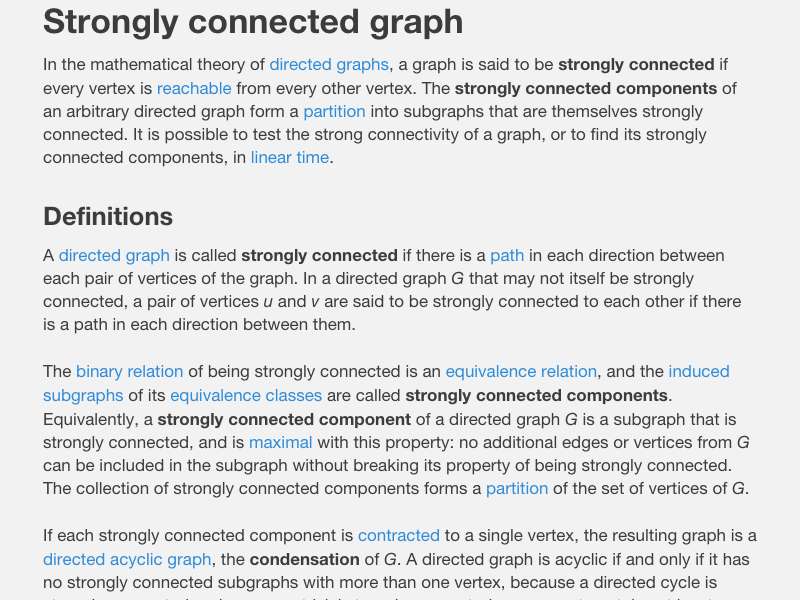 Strongly connected graph
In the mathematical theory of directed graphs, a graph is said to be strongly connected if
every vertex is reachable from every other vertex. The strongly connected components of
an arbitrary directed graph form a partition into subgraphs that are themselves strongly
connected. It is possible to test the strong connectivity of a graph, or to find its strongly
connected components, in linear time.
Definitions
A directed graph is called strongly connected if there is a path in each direction between
each pair of vertices of the graph. In a directed graph G that may not itself be strongly
connected, a pair of vertices u and v are said to be strongly connected to each other if there
is a path in each direction between them.
The binary relation of being strongly connected is an equivalence relation, and the induced
subgraphs of its equivalence classes are called strongly connected components.
Equivalently, a strongly connected component of a directed graph G is a subgraph that is
strongly connected, and is maximal with this property: no additional edges or vertices from G
can be included in the subgraph without breaking its property of being strongly connected.
The collection of strongly connected components forms a partition of the set of vertices of G.
If each strongly connected component is contracted to a single vertex, the resulting graph is a
directed acyclic graph, the condensation of G. A directed graph is acyclic if and only if it has
no strongly connected subgraphs with more than one vertex, because a directed cycle is